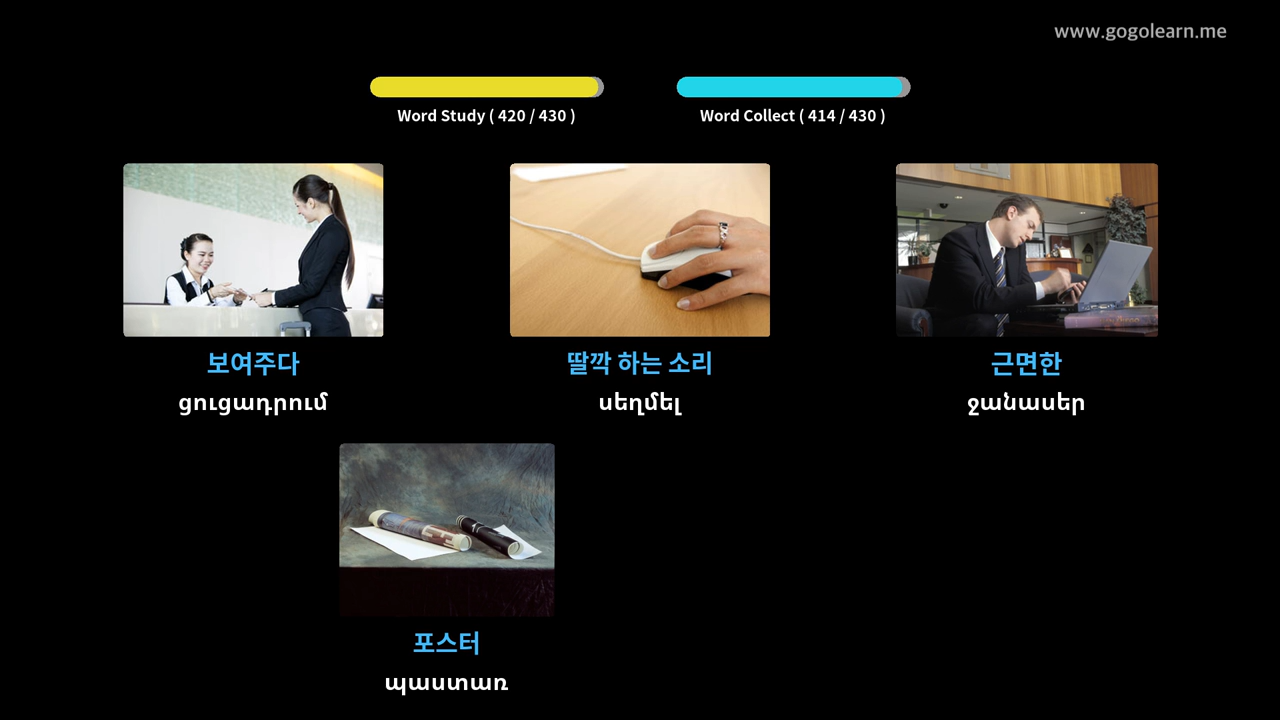 www.gogolearn.me
Word Study ( 420 / 430 )
Word Collect ( 414 / 430 )
보여주다
ցուցադրում
딸깍 하는 소리
սեղմել
근면한
ջանասեր
포스터
պաստառ